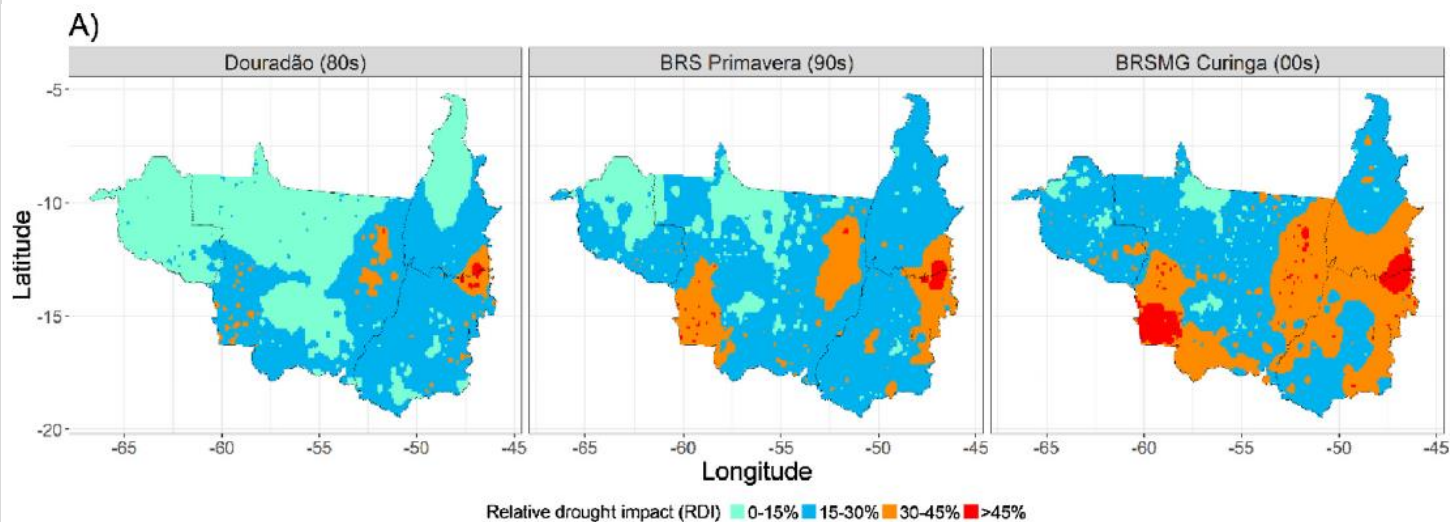 A)
Douradão (80s) BRS Primavera (90s) BRSMG Curinga (00s)
-5
-10
-15
-20
Latitude
-65 -60 -55 -50 -45 -65 -60 -55 -50 -45 -65 -60 -55 -50 -45
Longitude
Relative drought impact (RDI) 0-15% 15-30% 30-45% >45%